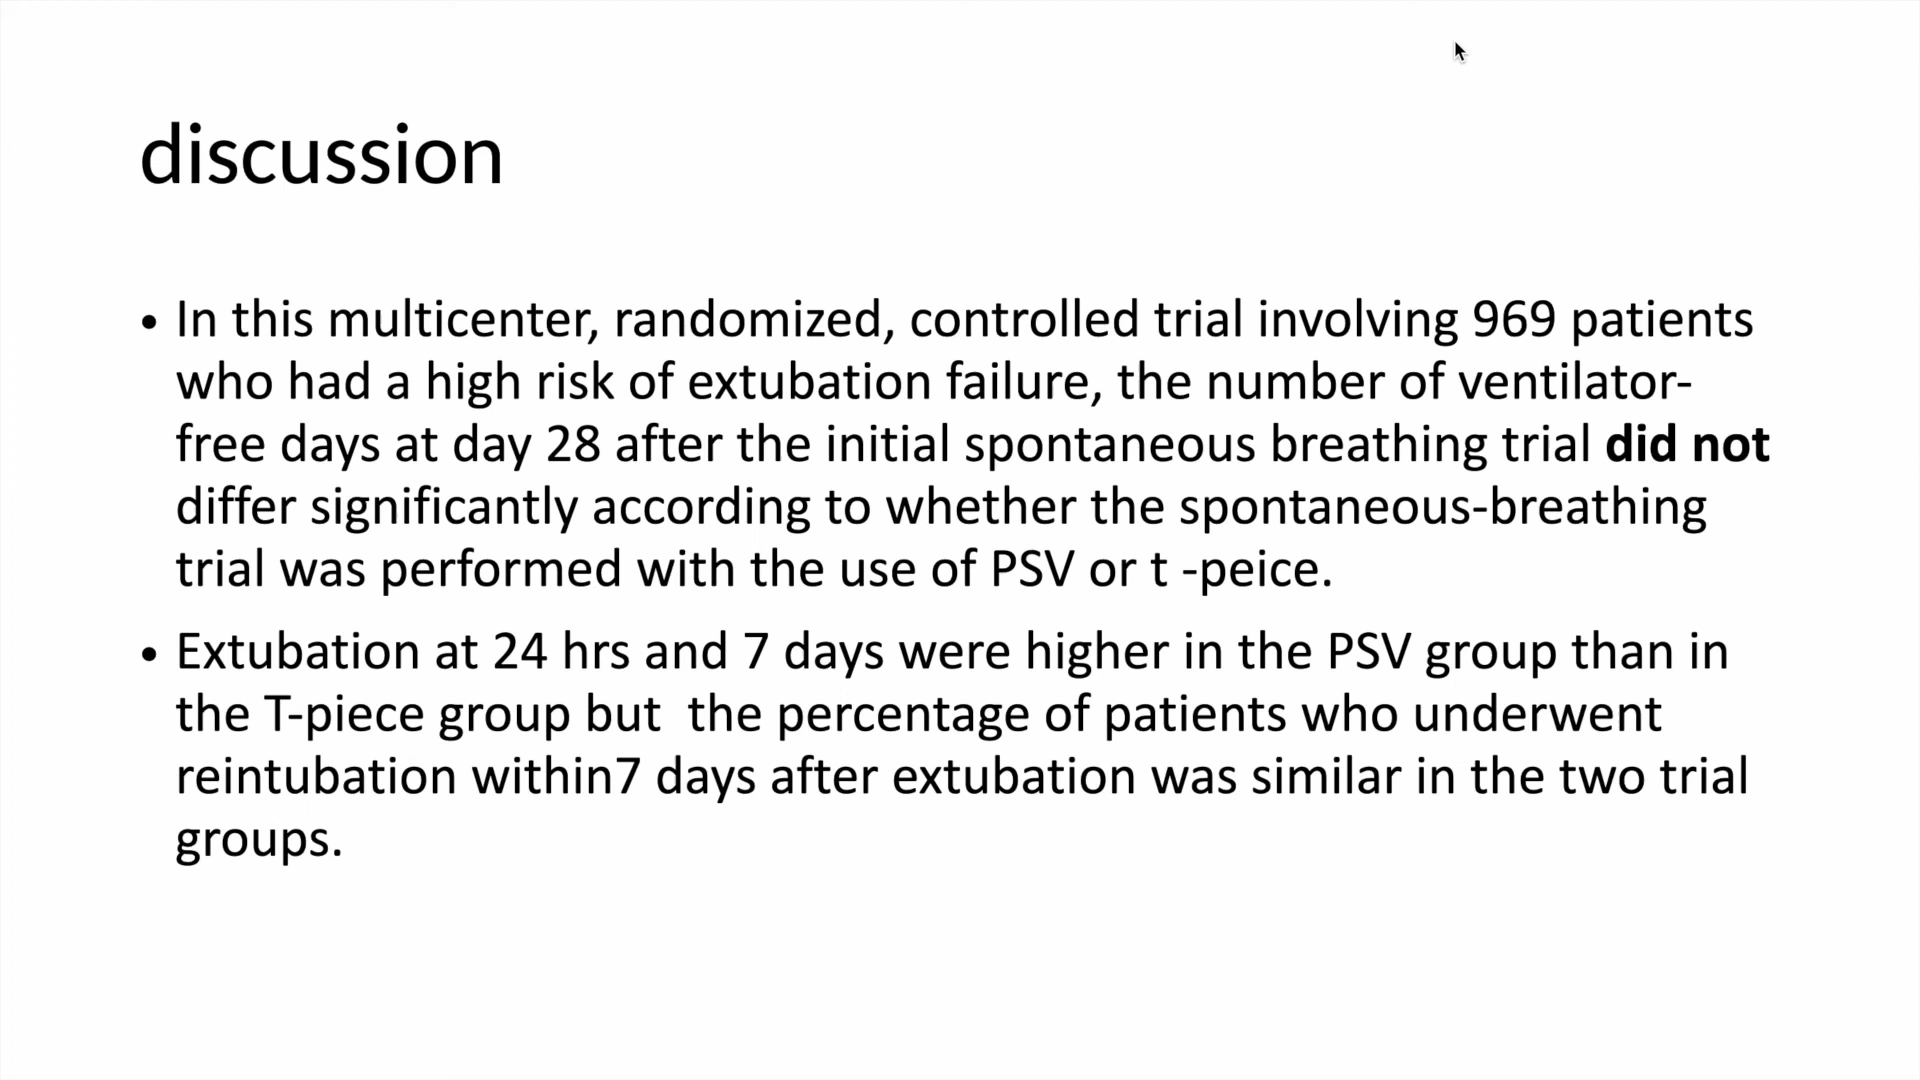 discussion
• In this multicenter, randomized, controlled trial involving 969 patients
who had a high risk of extubation failure, the number of ventilator-
free days at day 28 after the initial spontaneous breathing trial did not
differ significantly according to whether the spontaneous-breathing
trial was performed with the use of PSV or t -peice.
• Extubation at 24 hrs and 7 days were higher in the PSV group than in
the T-piece group but  the percentage of patients who underwent
reintubation within7 days after extubation was similar in the two trial
groups.